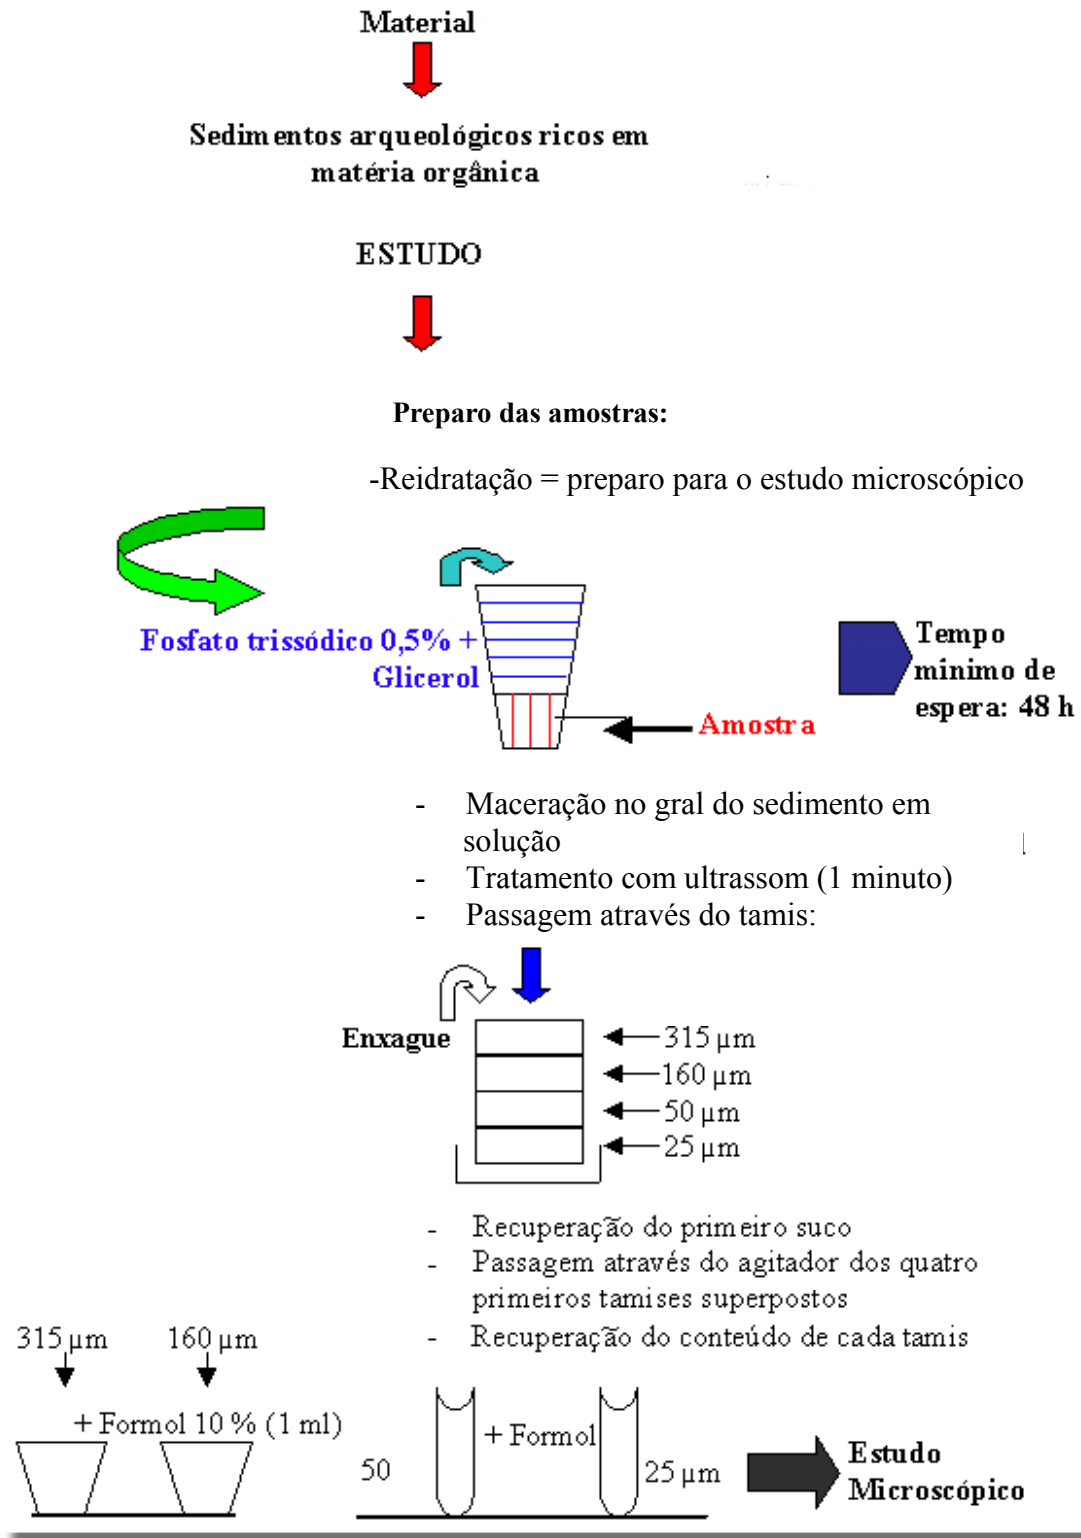 Material
Sedimentos arqueológicos ricos em
matéria orgânica
ESTUDO
Preparo das amostras:
-Reidratação = preparo para o estudo microscópico
Fosfato trissódico 0,5% +
Glicerol
Amostra
Tempo
minimo de
espera: 48 h
- Maceração no gral do sedimento em
solução
- Tratamento com ultrassom (1 minuto)
- Passagem através do tamis:
Enxague
315 µm
160 µm
50 µm
25 µm
- Recuperação do primeiro suco
- Passagem através do agitador dos quatro
primeiros tamises superpostos
- Recuperação do conteúdo de cada tamis
315 µm
160 µm
+ Formol 10 % (1 ml)
50
+ Formol
25 µm
Estudo
Microscópico